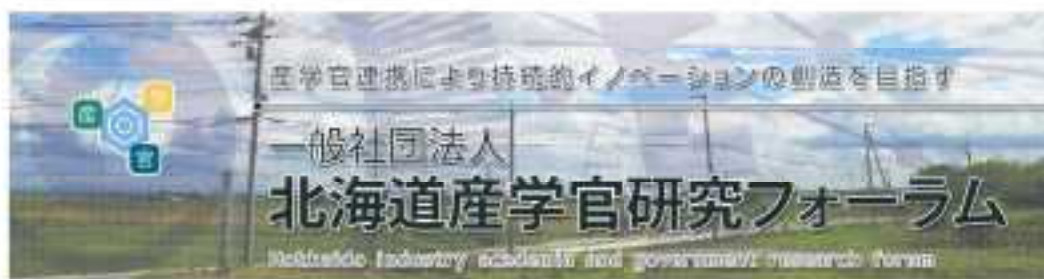 産学官連携により持続的イノベーションの創造を目指す
一般社団法人
北海道産学官研究フォーラム
Hokkaido industry academia and government research forum
官